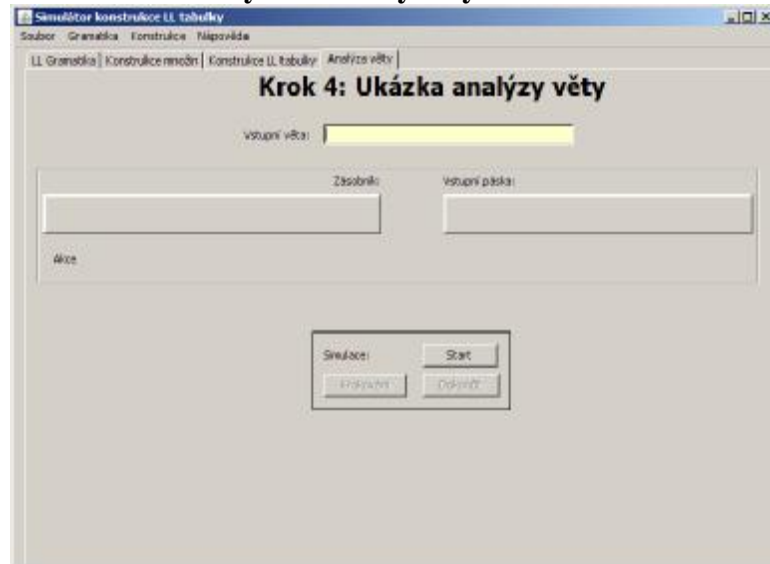 Simulátor konstrukce LL tabulky
Soubor Gramatika Konstrukce Nápověda
LL Gramatika Konstrukce množin Konstrukce LL tabulky Analýza věty
Krok 4: Ukázka analýzy věty
Vstupní věta:
Zásobník: Vstupní páska:
Akce
Simulace: Start
Krokování Dokončit